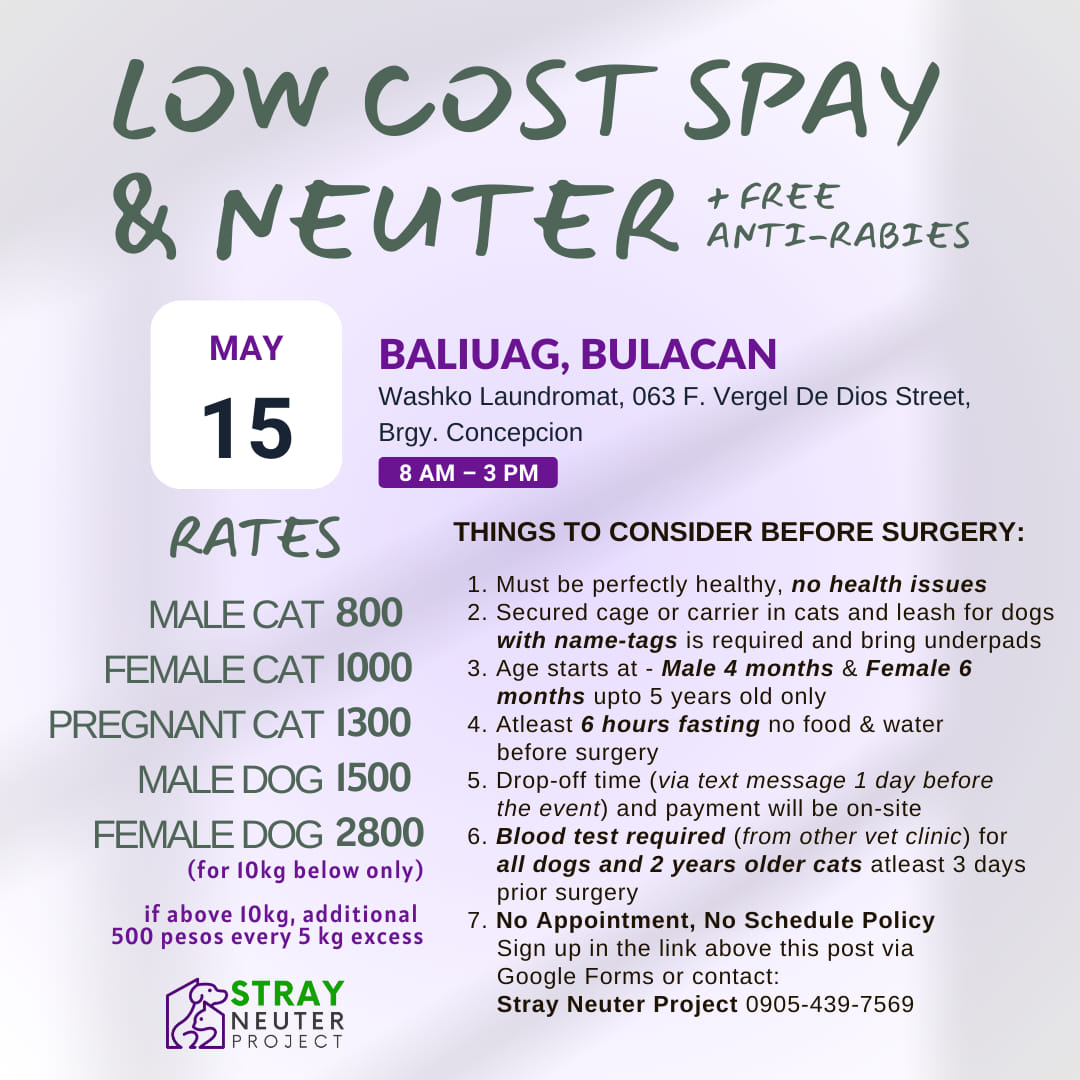 LOW COST SPAY
& NEUTER + FREE
ANTI-RABIES
MAY
15
BALIUAG, BULACAN
Washko Laundromat, 063 F. Vergel De Dios Street,
Brgy. Concepcion
8 AM – 3 PM
RATES
MALE CAT 800
FEMALE CAT 1000
PREGNANT CAT 1300
MALE DOG 1500
FEMALE DOG 2800
(for 10kg below only)
if above 10kg, additional
500 pesos every 5 kg excess
STRAY
NEUTER
PROJECT
THINGS TO CONSIDER BEFORE SURGERY:
1. Must be perfectly healthy, no health issues
2. Secured cage or carrier in cats and leash for dogs
with name-tags is required and bring underpads
3. Age starts at - Male 4 months & Female 6
months upto 5 years old only
4. Atleast 6 hours fasting no food & water
before surgery
5. Drop-off time (via text message 1 day before
the event) and payment will be on-site
6. Blood test required (from other vet clinic) for
all dogs and 2 years older cats atleast 3 days
prior surgery
7. No Appointment, No Schedule Policy
Sign up in the link above this post via
Google Forms or contact:
Stray Neuter Project 0905-439-7569